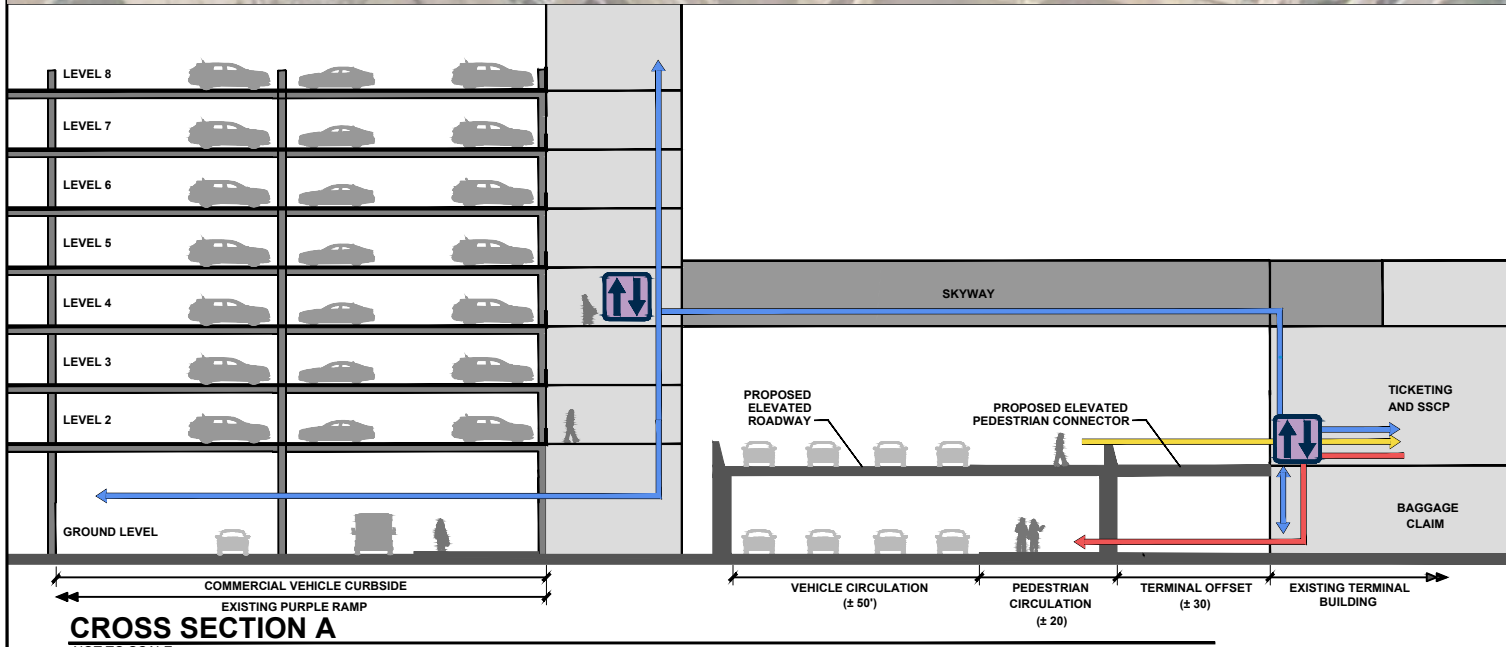 LEVEL 8
LEVEL 7
LEVEL 6
LEVEL 5
LEVEL 4
LEVEL 3
LEVEL 2
GROUND LEVEL
SKYWAY
PROPOSED
ELEVATED
ROADWAY
PROPOSED ELEVATED
PEDESTRIAN CONNECTOR
TICKETING
AND SSCP
BAGGAGE
CLAIM
COMMERCIAL VEHICLE CURBSIDE
EXISTING PURPLE RAMP
VEHICLE CIRCULATION
(± 50')
PEDESTRIAN
CIRCULATION
(± 20)
TERMINAL OFFSET
(± 30)
EXISTING TERMINAL
BUILDING
CROSS SECTION A